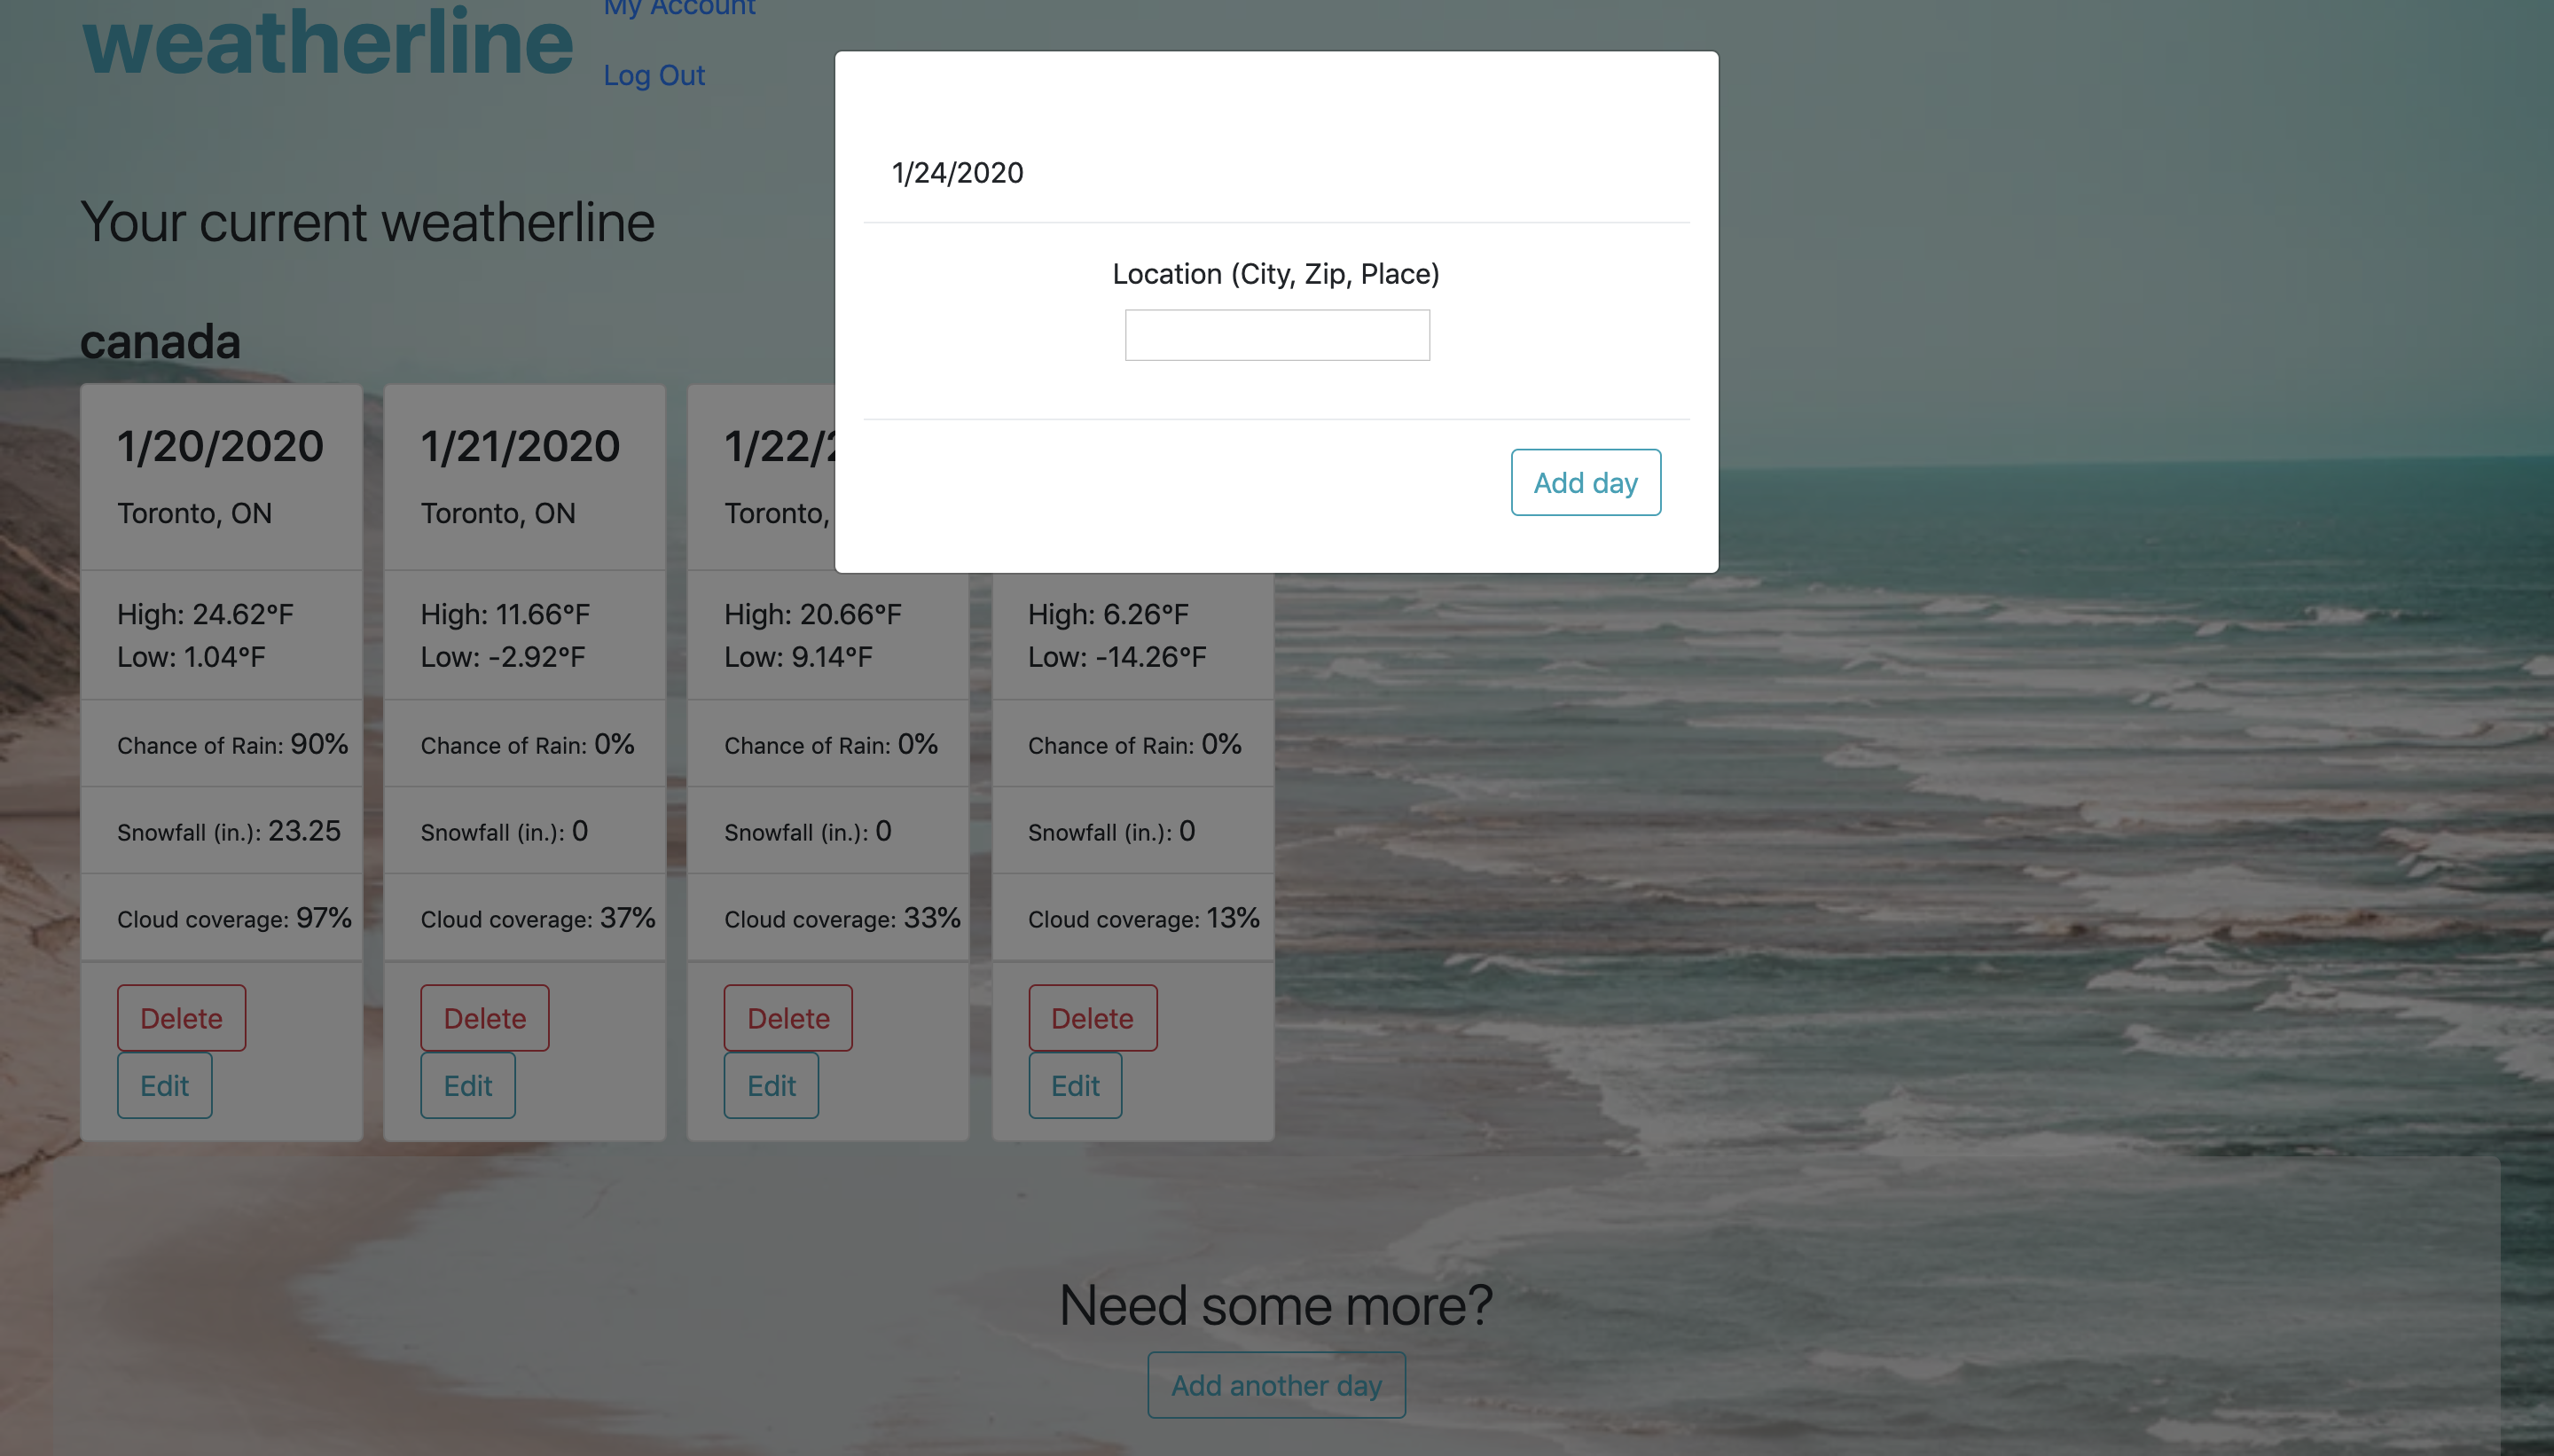 weatherline
My Account
Log Out
Your current weatherline
canada
1/24/2020
Location (City, Zip, Place)
Add day
1/20/2020
Toronto, ON
High: 24.62°F
Low: 1.04°F
Chance of Rain: 90%
Snowfall (in.): 23.25
Cloud coverage: 97%
Delete
Edit
1/21/2020
Toronto, ON
High: 11.66°F
Low: -2.92°F
Chance of Rain: 0%
Snowfall (in.): 0
Cloud coverage: 37%
Delete
Edit
1/22/
Toronto,
High: 20.66°F
Low: 9.14°F
Chance of Rain: 0%
Snowfall (in.): 0
Cloud coverage: 33%
Delete
Edit
High: 6.26°F
Low: -14.26°F
Chance of Rain: 0%
Snowfall (in.): 0
Cloud coverage: 13%
Delete
Edit
Need some more?
Add another day